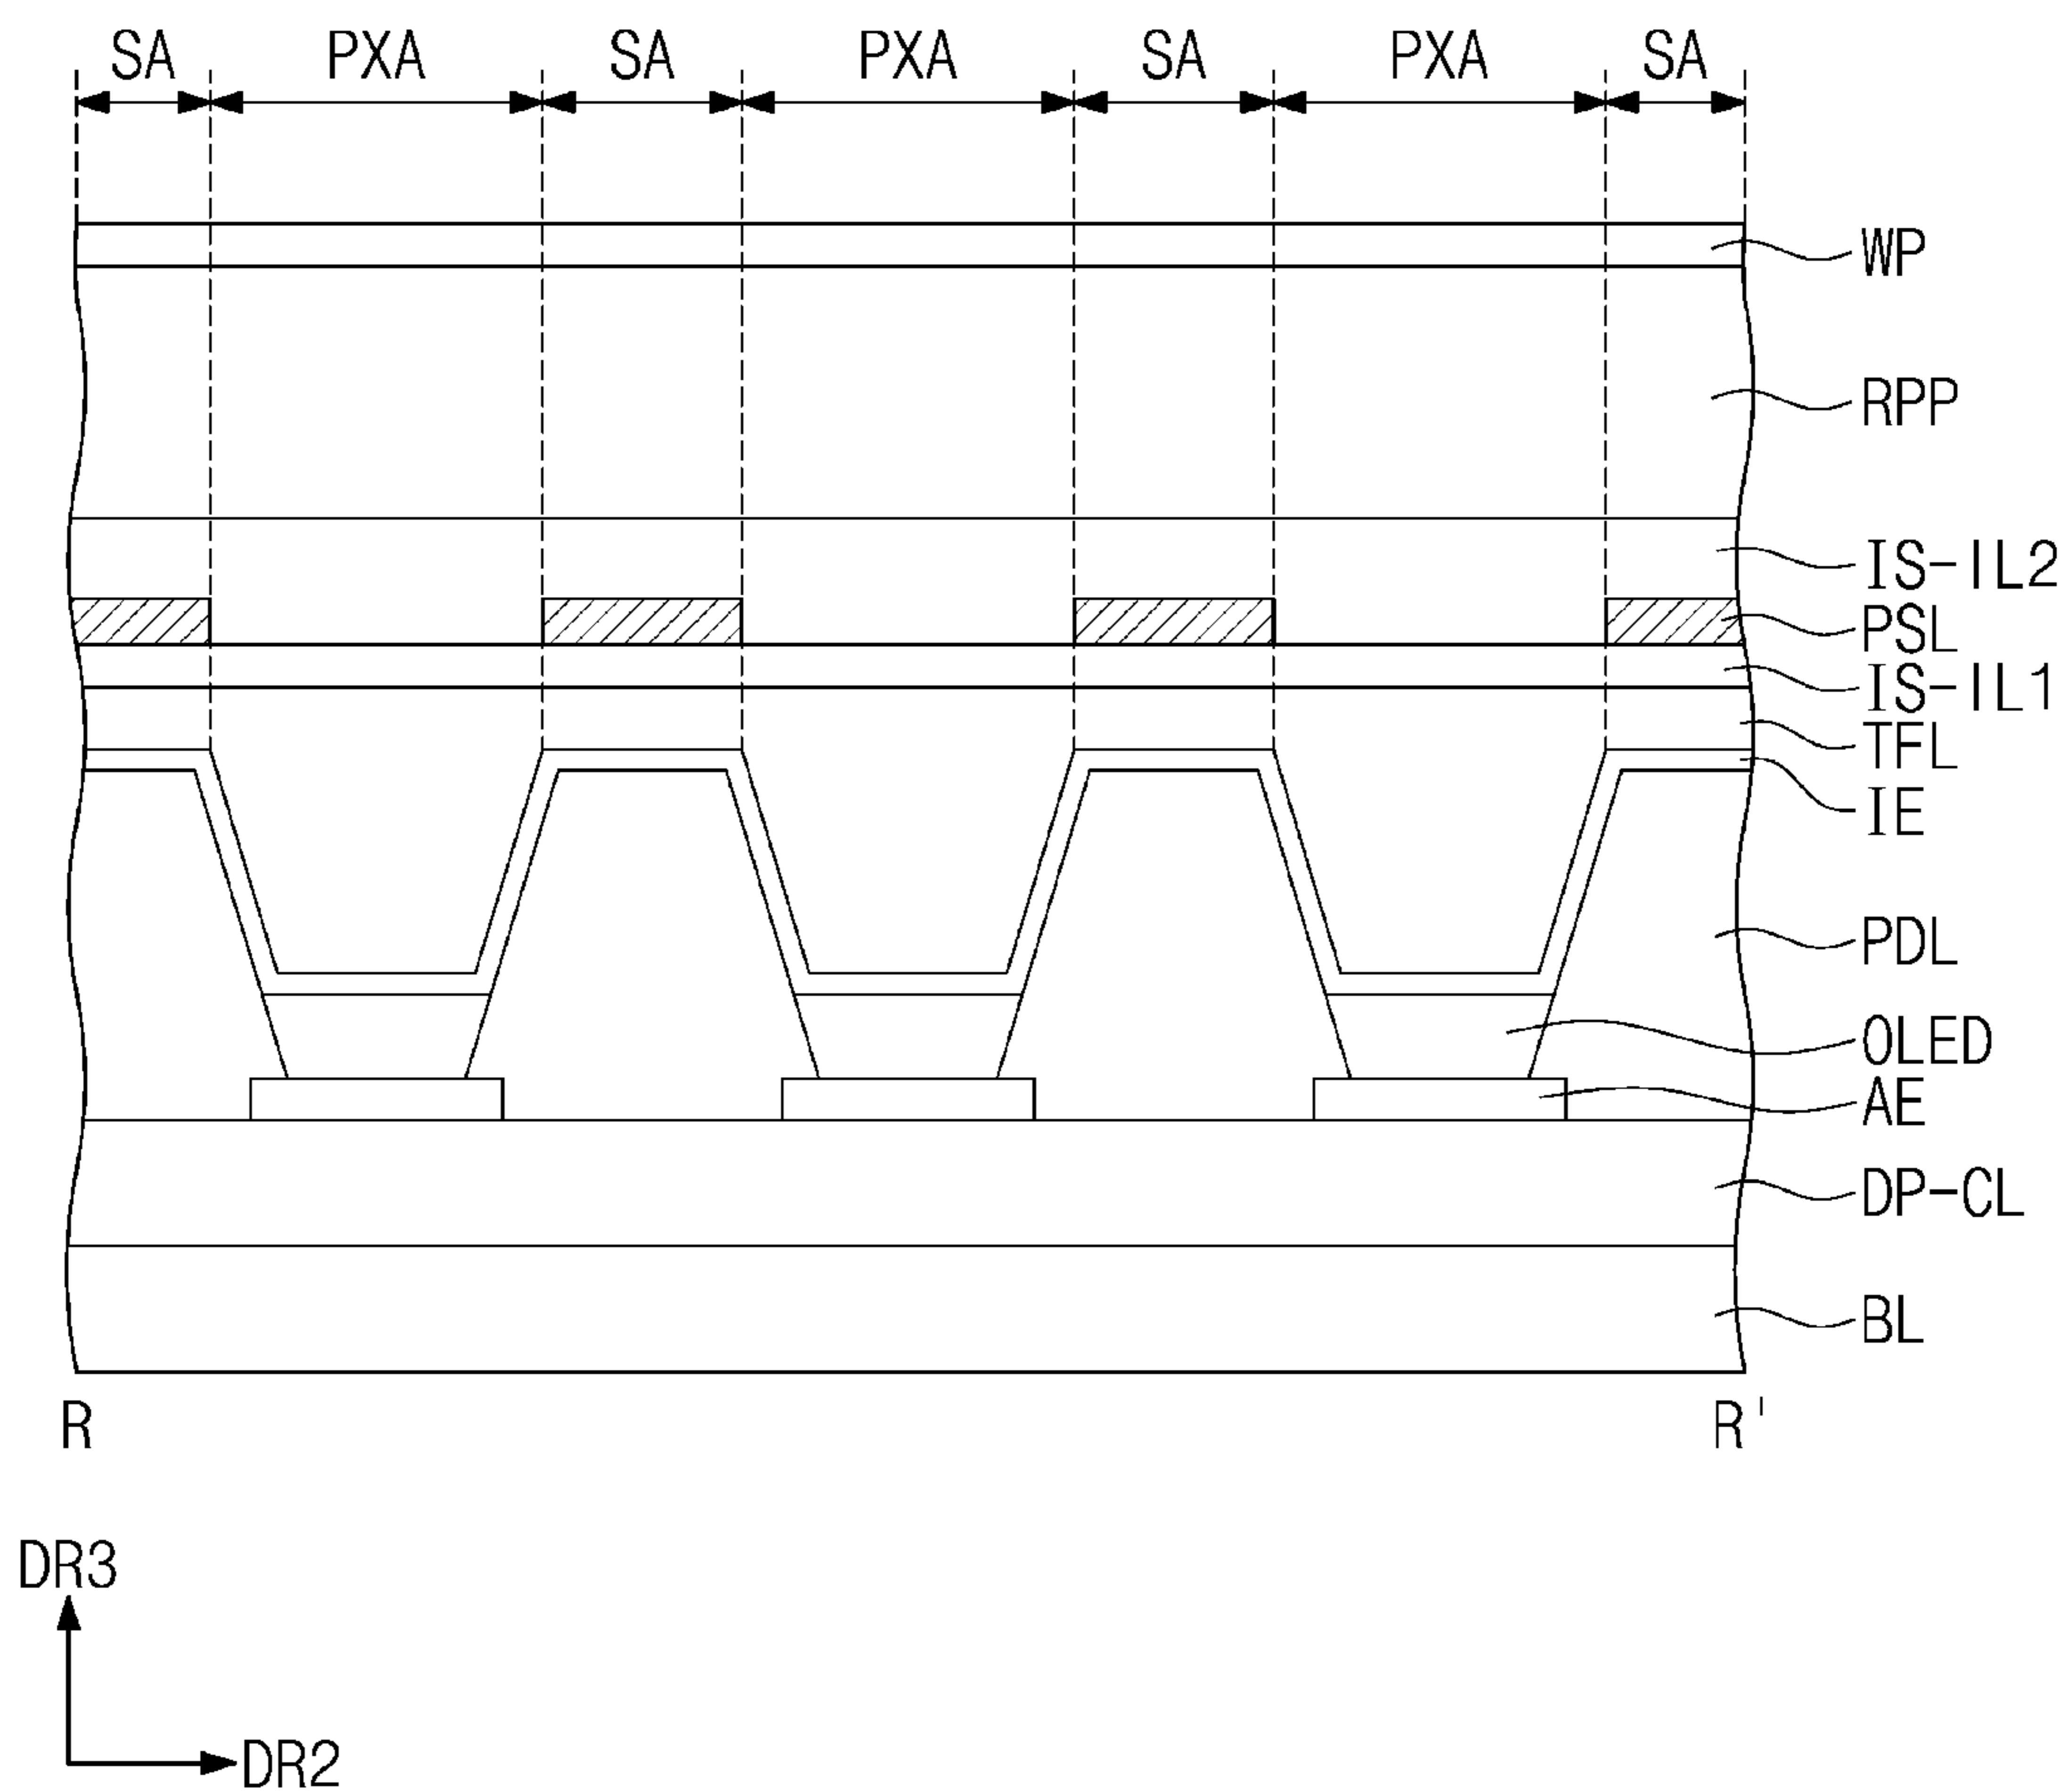 SA PXA SA PXA SA PXA SA
WP
RPP
IS-IL2
PSL
IS-IL1
TFL
IE
PDL
OLED
AE
DP-CL
BL
R R'
DR3
DR2